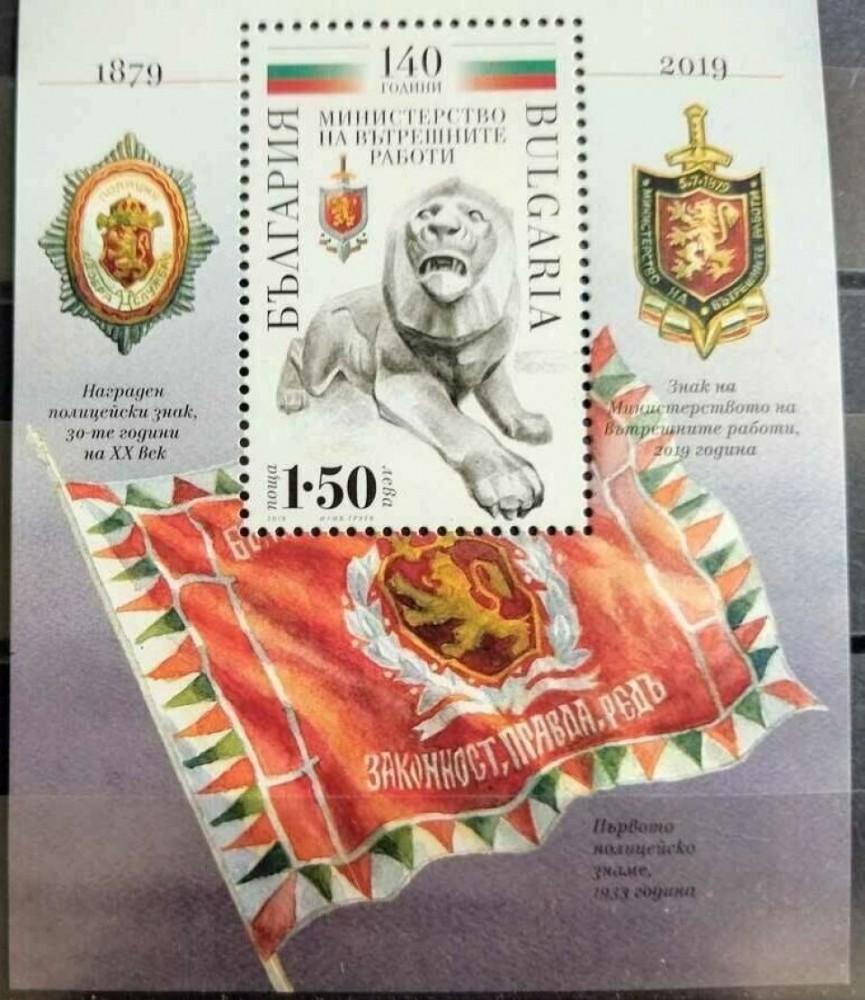 1879
140
ГОДИНИ
2019
МИНИСТЕРСТВО
НА ВЪТРЕШНИТЕ
РАБОТИ
БЪЛГАРИЯ
BULGARIA
ПОЛИЦИЯ
5.7.1879
МИНИСТЕРСТВО НА ВЪТРЕШНИТЕ РАБОТИ
Награден
полицейски знак,
30-те години
на XX век
Знак на
Министерството на
вътрешните работи,
2019 година
поща
1.50
лева
2019
ЗАКОННОСТ, ПРАВДА, РЕДЪ
Първото
полицейско
знаме,
1933 година